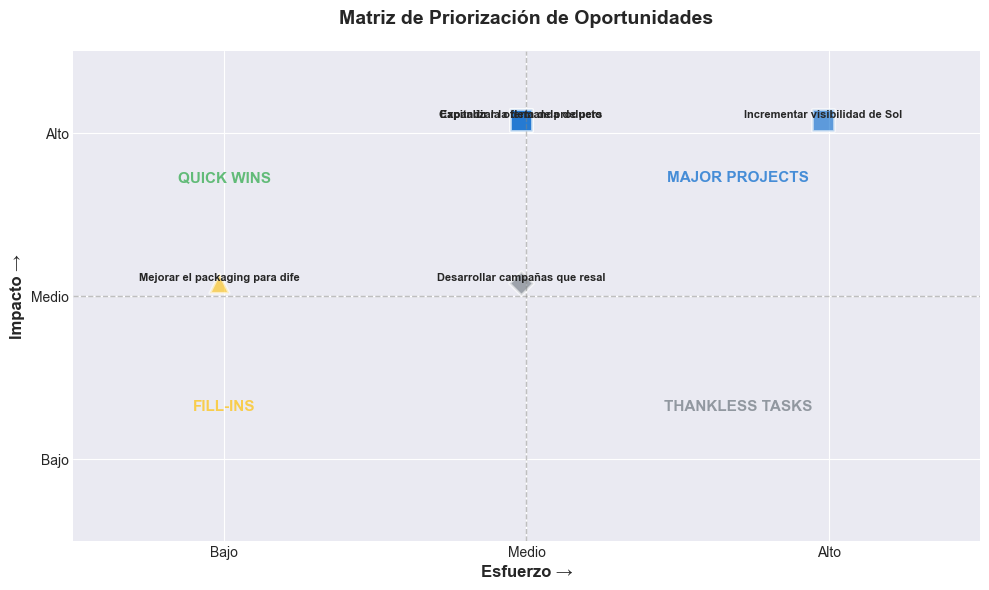 Matriz de Priorización de Oportunidades
Alto
Incrementar visibilidad de Sol
QUICK WINS
MAJOR PROJECTS
Impacto →
Mejorar el packaging para dife
Desarrollar campañas que resal
Medio
FILL-INS
THANKLESS TASKS
Bajo
Bajo
Medio
Alto
Esfuerzo →